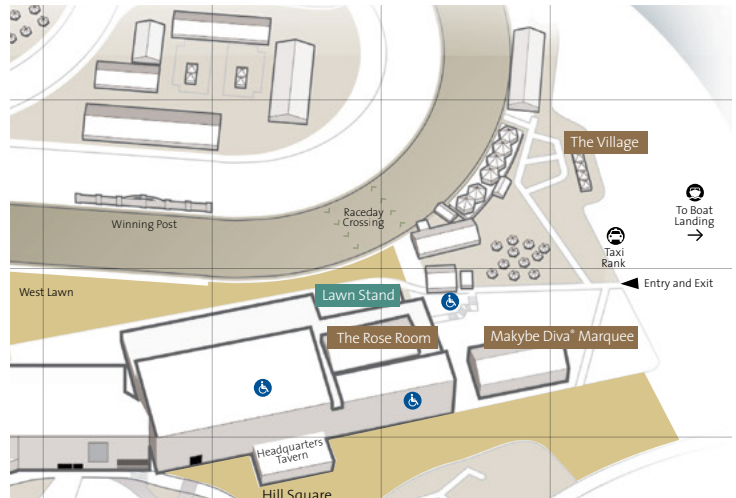 The Village
To Boat
Landing
Winning Post
Raceday
Crossing
Taxi
Rank
Entry and Exit
West Lawn
Lawn Stand
The Rose Room
Makybe Diva® Marquee
Headquarters
Tavern
Hill Square